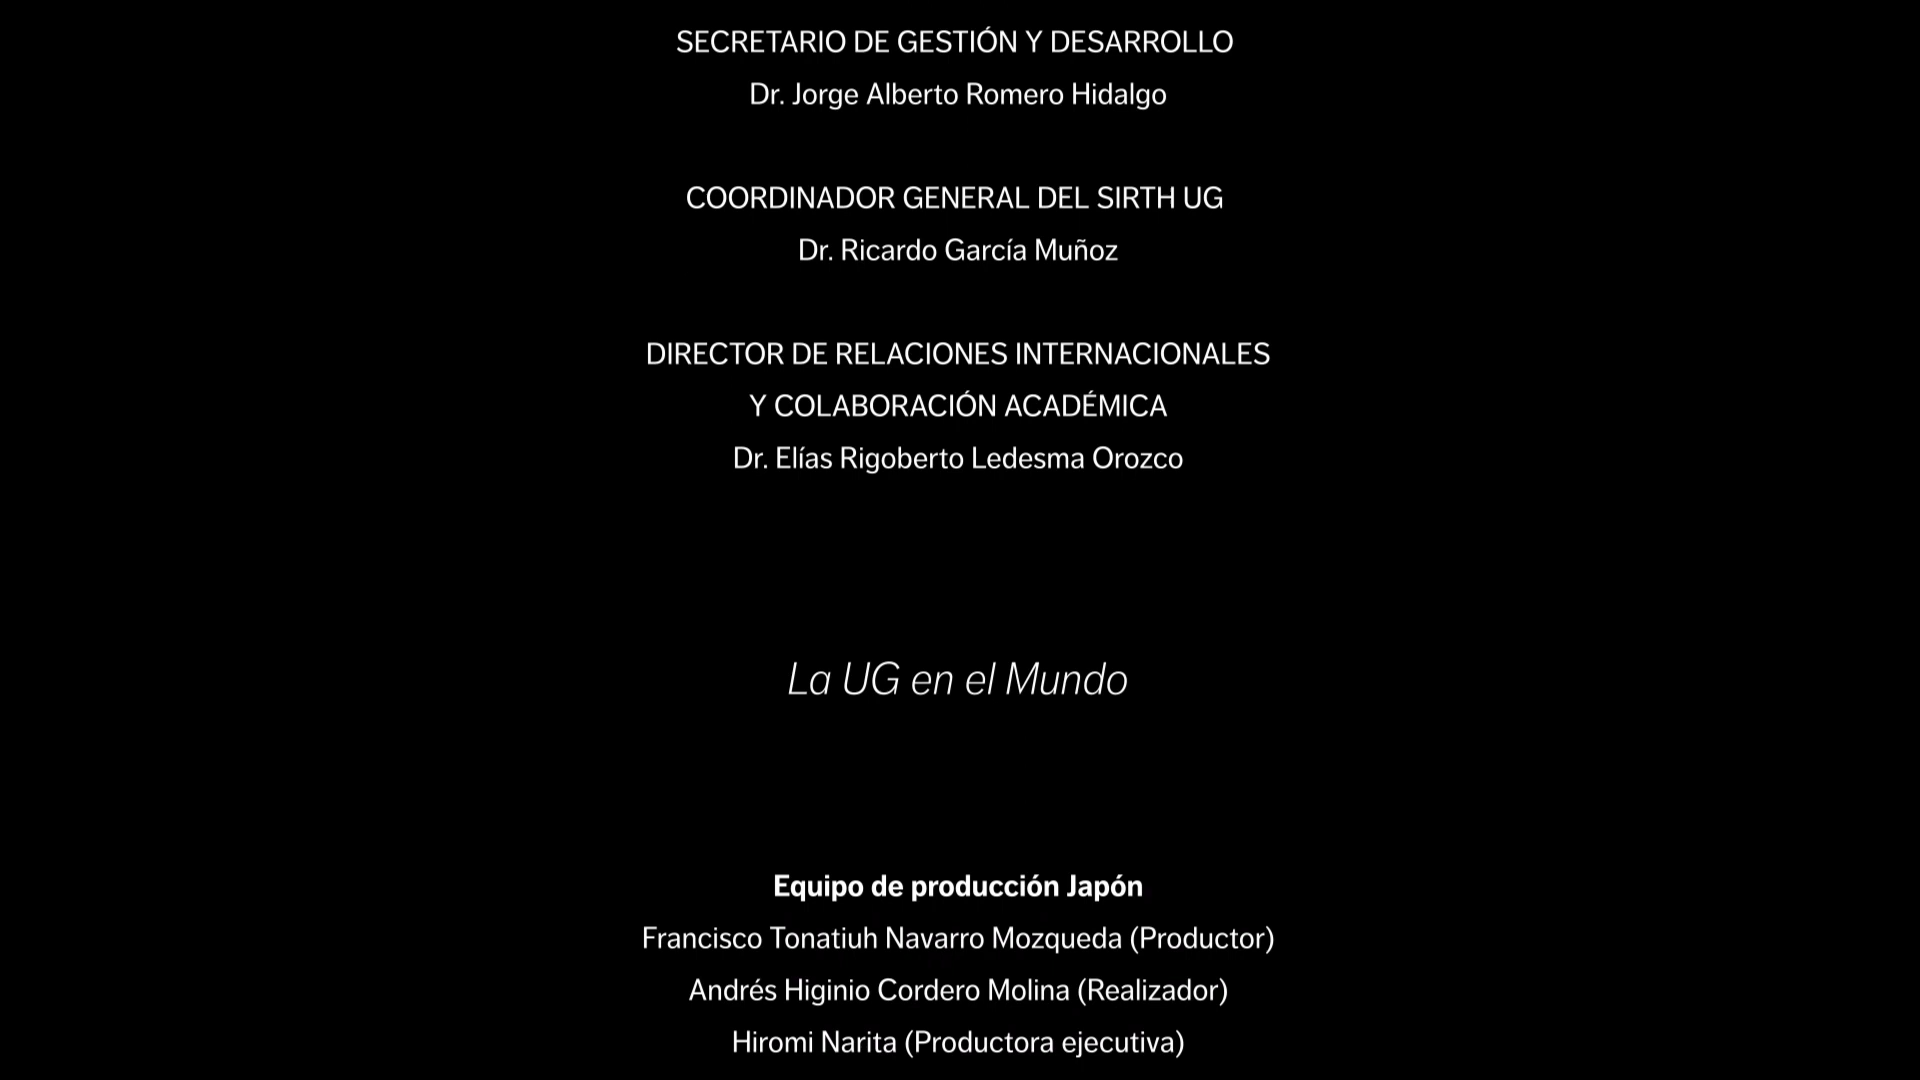 SECRETARIO DE GESTIÓN Y DESARROLLO
Dr. Jorge Alberto Romero Hidalgo
COORDINADOR GENERAL DEL SIRTH UG
Dr. Ricardo García Muñoz
DIRECTOR DE RELACIONES INTERNACIONALES
Y COLABORACIÓN ACADÉMICA
Dr. Elías Rigoberto Ledesma Orozco
La UG en el Mundo
Equipo de producción Japón
Francisco Tonatiuh Navarro Mozqueda (Productor)
Andrés Higinio Cordero Molina (Realizador)
Hiromi Narita (Productora ejecutiva)